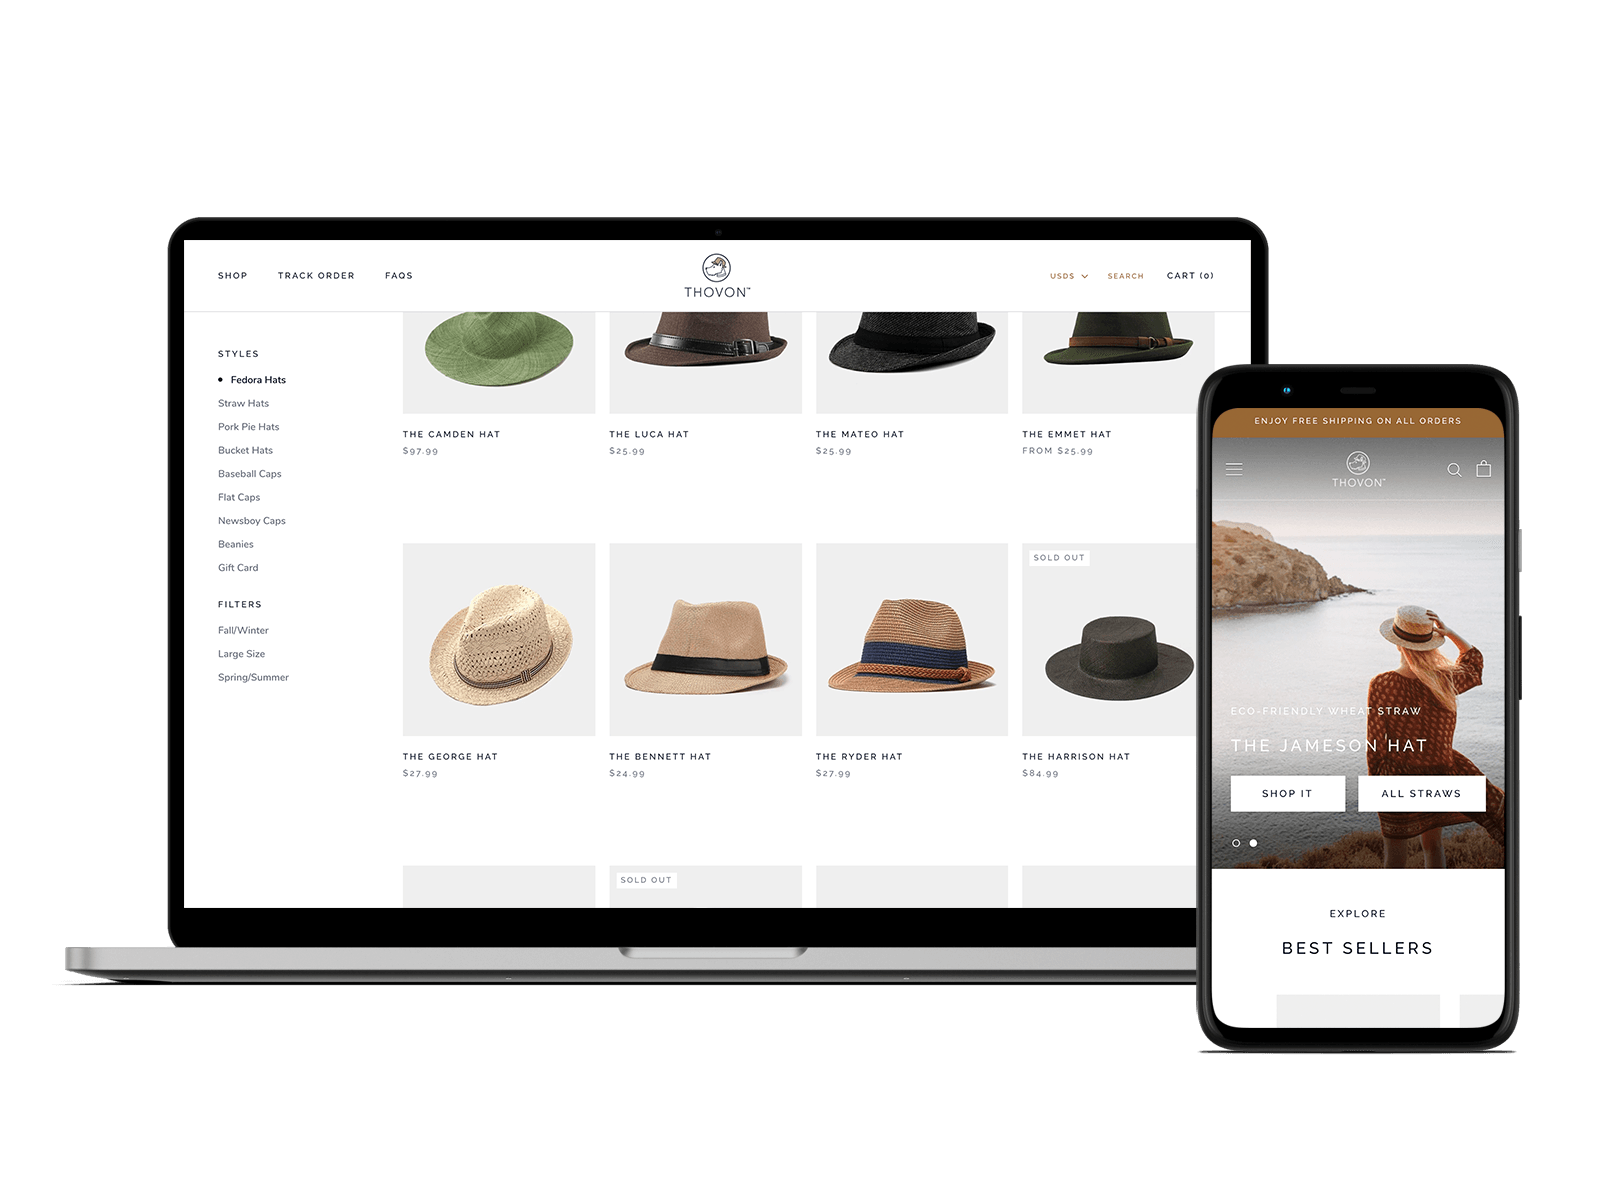 SHOP TRACK ORDER FAQS
THOVON™
USDS SEARCH CART (0)
STYLES
Fedora Hats
Straw Hats
Pork Pie Hats
Bucket Hats
Baseball Caps
Flat Caps
Newsboy Caps
Beanies
Gift Card
FILTERS
Fall/Winter
Large Size
Spring/Summer
THE CAMDEN HAT
$97.99
THE LUCA HAT
$25.99
THE MATEO HAT
$25.99
THE EMMET HAT
FROM $25.99
THE GEORGE HAT
$27.99
THE BENNETT HAT
$24.99
THE RYDER HAT
$27.99
SOLD OUT
THE HARRISON HAT
$84.99
SOLD OUT
ENJOY FREE SHIPPING ON ALL ORDERS
THOVON™
ECO-FRIENDLY WHEAT STRAW
THE JAMESON HAT
SHOP IT
ALL STRAWS
EXPLORE
BEST SELLERS